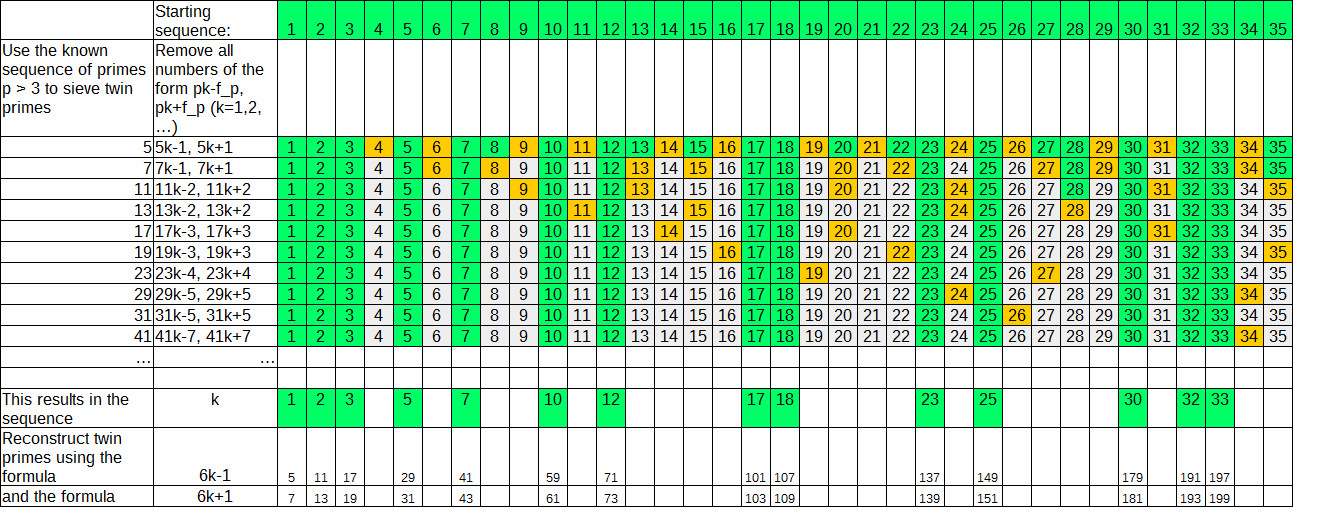 Starting sequence: 1 2 3 4 5 6 7 8 9 10 11 12 13 14 15 16 17 18 19 20 21 22 23 24 25 26 27 28 29 30 31 32 33 34 35
Use the known
sequence of primes
p > 3 to sieve twin
primes
Remove all
numbers of the
form pk-f_p,
pk+f_p (k=1,2,
…)
5 5k-1, 5k+1 1 2 3 4 5 6 7 8 9 10 11 12 13 14 15 16 17 18 19 20 21 22 23 24 25 26 27 28 29 30 31 32 33 34 35
7 7k-1, 7k+1 1 2 3 4 5 6 7 8 9 10 11 12 13 14 15 16 17 18 19 20 21 22 23 24 25 26 27 28 29 30 31 32 33 34 35
11 11k-2, 11k+2 1 2 3 4 5 6 7 8 9 10 11 12 13 14 15 16 17 18 19 20 21 22 23 24 25 26 27 28 29 30 31 32 33 34 35
13 13k-2, 13k+2 1 2 3 4 5 6 7 8 9 10 11 12 13 14 15 16 17 18 19 20 21 22 23 24 25 26 27 28 29 30 31 32 33 34 35
17 17k-3, 17k+3 1 2 3 4 5 6 7 8 9 10 11 12 13 14 15 16 17 18 19 20 21 22 23 24 25 26 27 28 29 30 31 32 33 34 35
19 19k-3, 19k+3 1 2 3 4 5 6 7 8 9 10 11 12 13 14 15 16 17 18 19 20 21 22 23 24 25 26 27 28 29 30 31 32 33 34 35
23 23k-4, 23k+4 1 2 3 4 5 6 7 8 9 10 11 12 13 14 15 16 17 18 19 20 21 22 23 24 25 26 27 28 29 30 31 32 33 34 35
29 29k-5, 29k+5 1 2 3 4 5 6 7 8 9 10 11 12 13 14 15 16 17 18 19 20 21 22 23 24 25 26 27 28 29 30 31 32 33 34 35
31 31k-5, 31k+5 1 2 3 4 5 6 7 8 9 10 11 12 13 14 15 16 17 18 19 20 21 22 23 24 25 26 27 28 29 30 31 32 33 34 35
41 41k-7, 41k+7 1 2 3 4 5 6 7 8 9 10 11 12 13 14 15 16 17 18 19 20 21 22 23 24 25 26 27 28 29 30 31 32 33 34 35
… …
This results in the
sequence
k 1 2 3 5 7 10 12 17 18 23 25 30 32 33
Reconstruct twin
primes using the
formula
6k-1 5 11 17 29 41 59 71 101 107 137 149 179 191 197
and the formula 6k+1 7 13 19 31 43 61 73 103 109 139 151 181 193 199